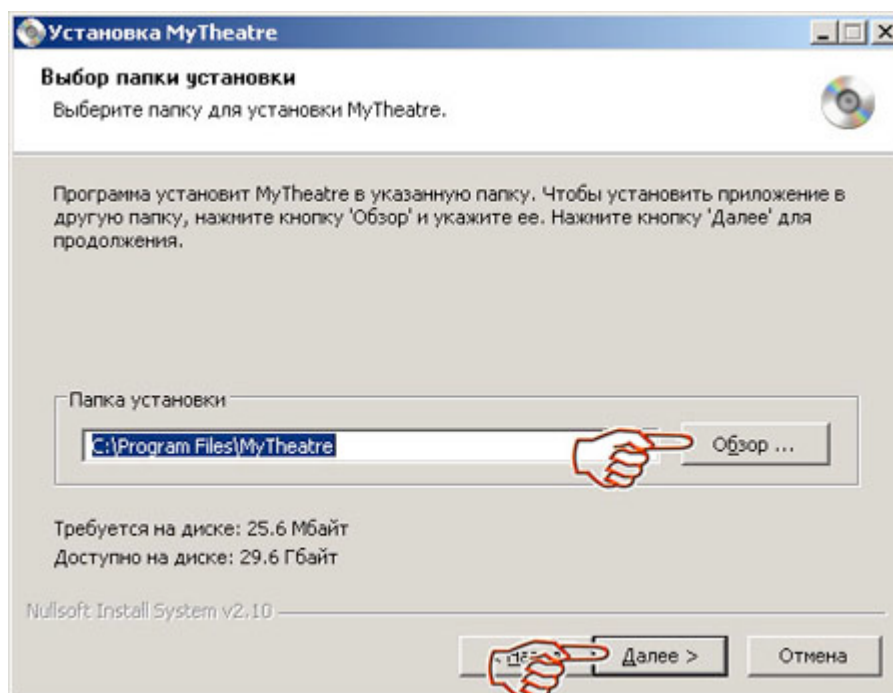 Установка MyTheatre
Выбор папки установки
Выберите папку для установки MyTheatre.
Программа установит MyTheatre в указанную папку. Чтобы установить приложение в
другую папку, нажмите кнопку 'Обзор' и укажите ее. Нажмите кнопку 'Далее' для
продолжения.
Папка установки
C:\Program Files\MyTheatre
Обзор ...
Требуется на диске: 25.6 Мбайт
Доступно на диске: 29.6 Гбайт
Nullsoft Install System v2.10
Далее >
Отмена